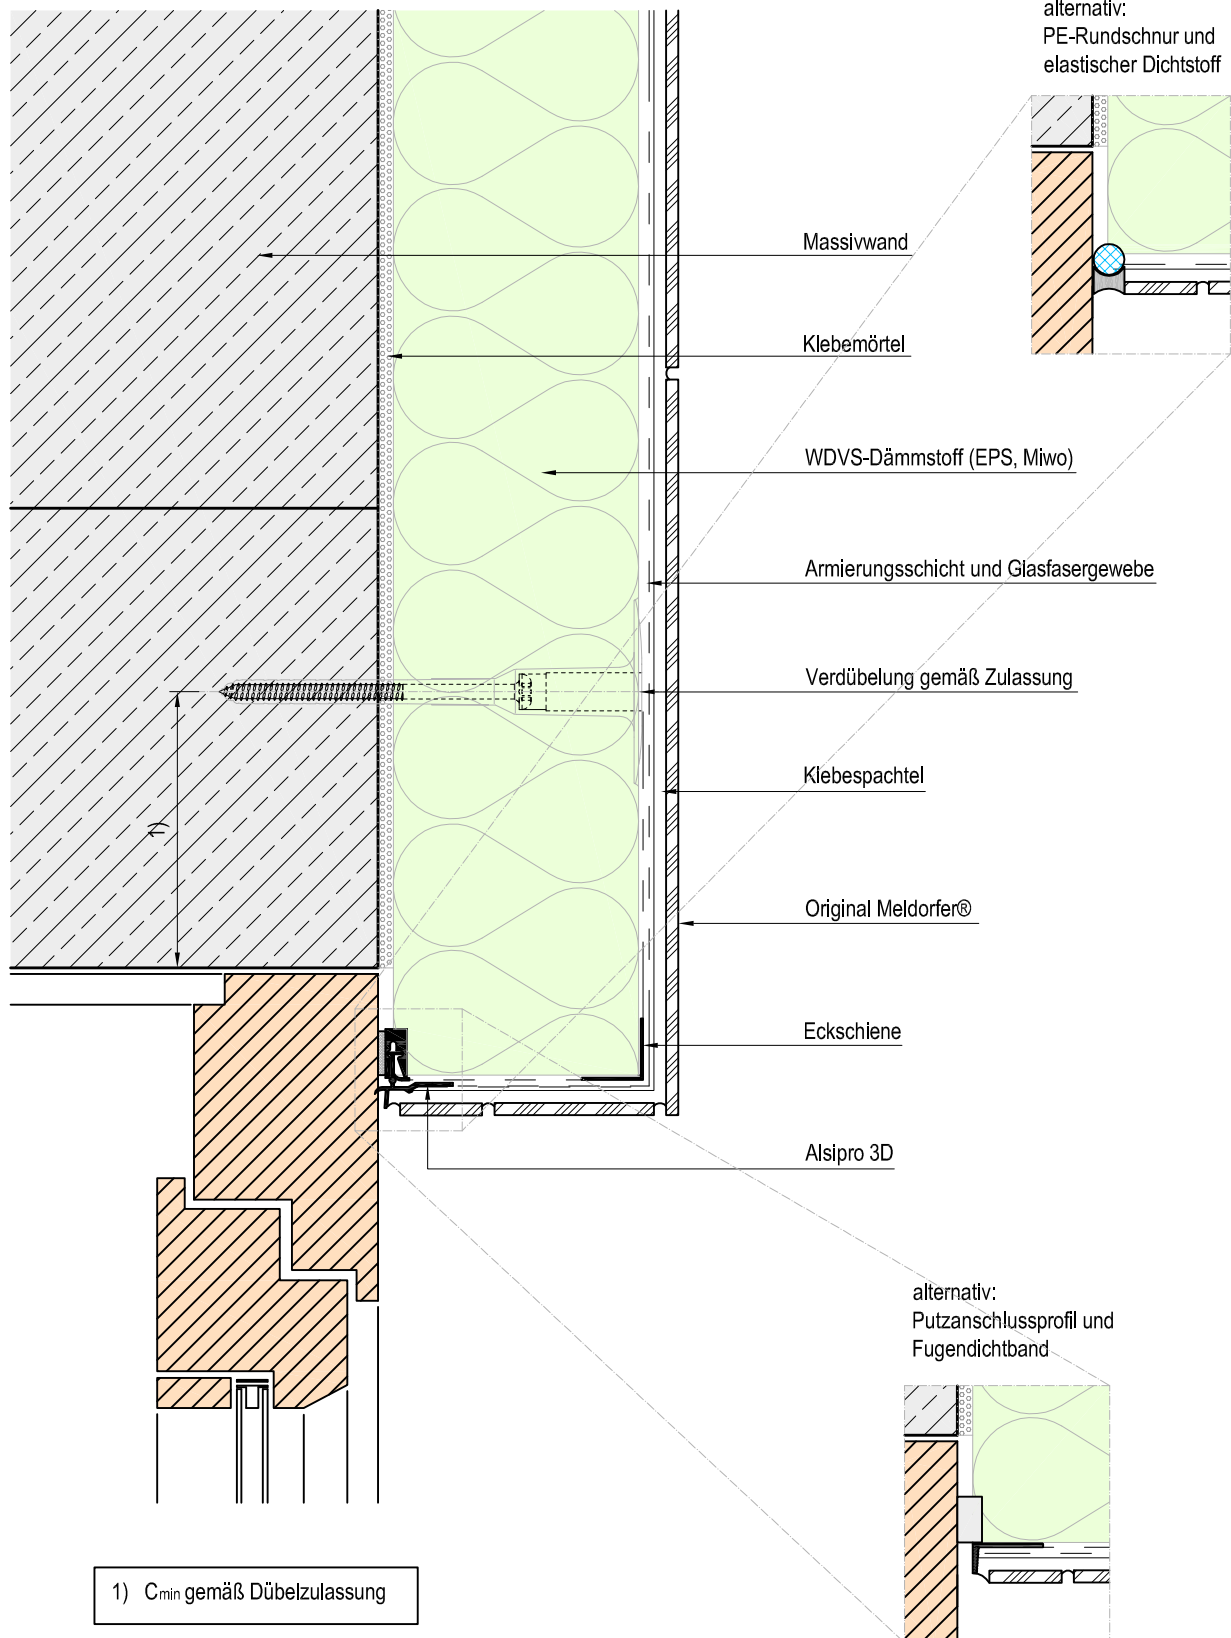 alternativ:
PE-Rundschnur und
elastischer Dichtstoff
Massivwand
Klebemörtel
WDVS-Dämmstoff (EPS, Miwo)
Armierungsschicht und Glasfasergewebe
Verdübelung gemäß Zulassung
Klebespachtel
1)
Original Meldorfer®
Eckschiene
Alsipro 3D
alternativ:
Putzanschlussprofil und
Fugendichtband
1) Cmin gemäß Dübelzulassung